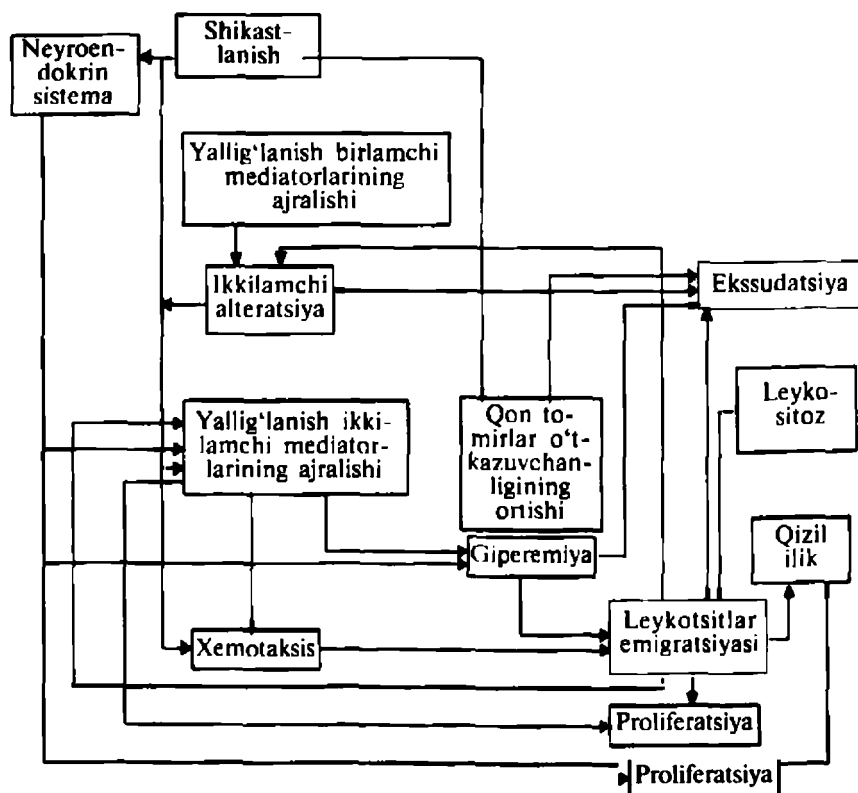 Shikast-
lanish
Neyroen-
dokrin
sistema
Yallig‘lanish birlamchi
mediatorlarining
ajralishi
Ikkilamchi
alteratsiya
Ekssudatsiya
Yallig‘lanish ikki-
lamchi mediator-
larining ajralishi
Qon to-
mirlar o‘t-
kazuvchan-
ligining
ortishi
Leyko-
sitoz
Giperemiya
Qizil
ilik
Xemotaksis
Leykotsitlar
emigratsiyasi
Proliferatsiya
Proliferatsiya